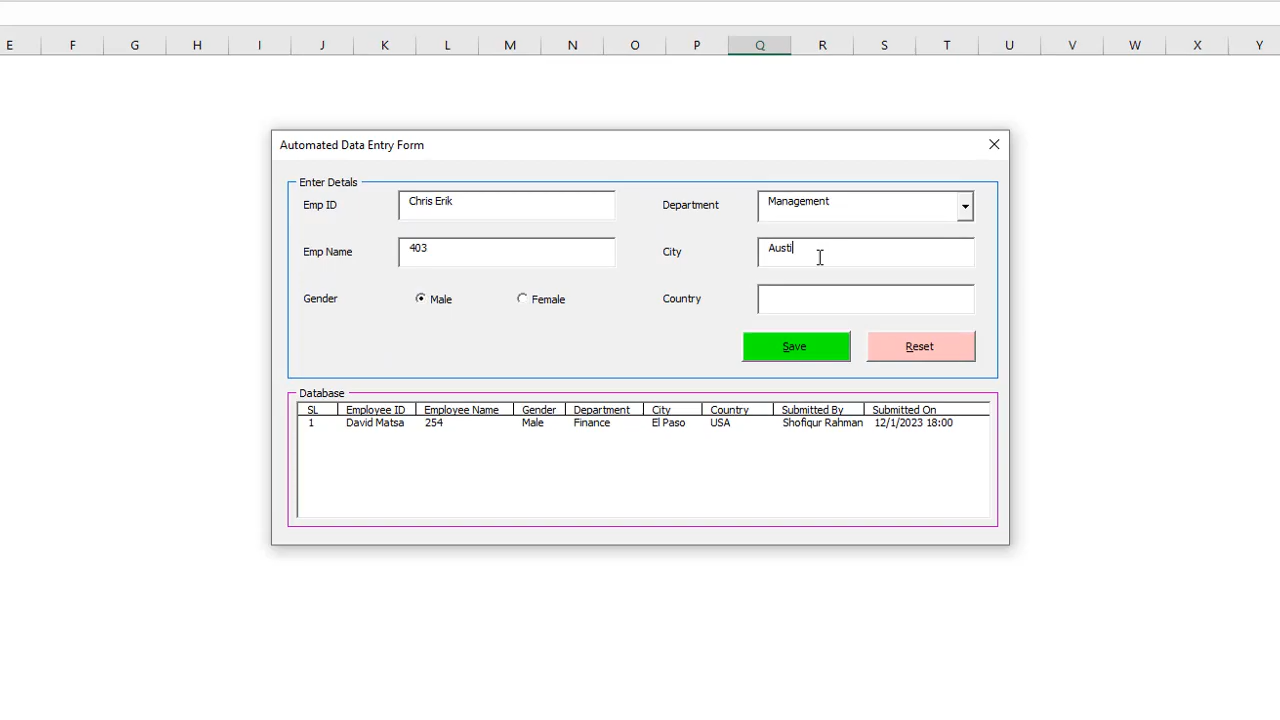 E F G H I J K L M N O P Q R S T U V W X Y
Automated Data Entry Form
Enter Detals
Emp ID Chris Erik Department Management
Emp Name 403 City Austi
Gender Male Female Country
Save Reset
Database
SL Employee ID Employee Name Gender Department City Country Submitted By Submitted On
1 David Matsa 254 Male Finance El Paso USA Shofiqur Rahman 12/1/2023 18:00